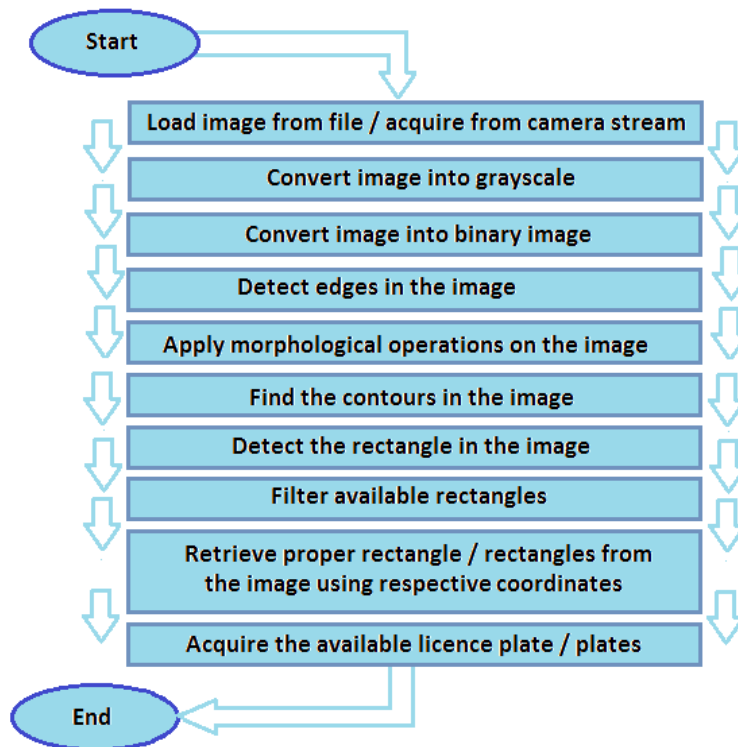 Start
Load image from file / acquire from camera stream
Convert image into grayscale
Convert image into binary image
Detect edges in the image
Apply morphological operations on the image
Find the contours in the image
Detect the rectangle in the image
Filter available rectangles
Retrieve proper rectangle / rectangles from
the image using respective coordinates
Acquire the available licence plate / plates
End